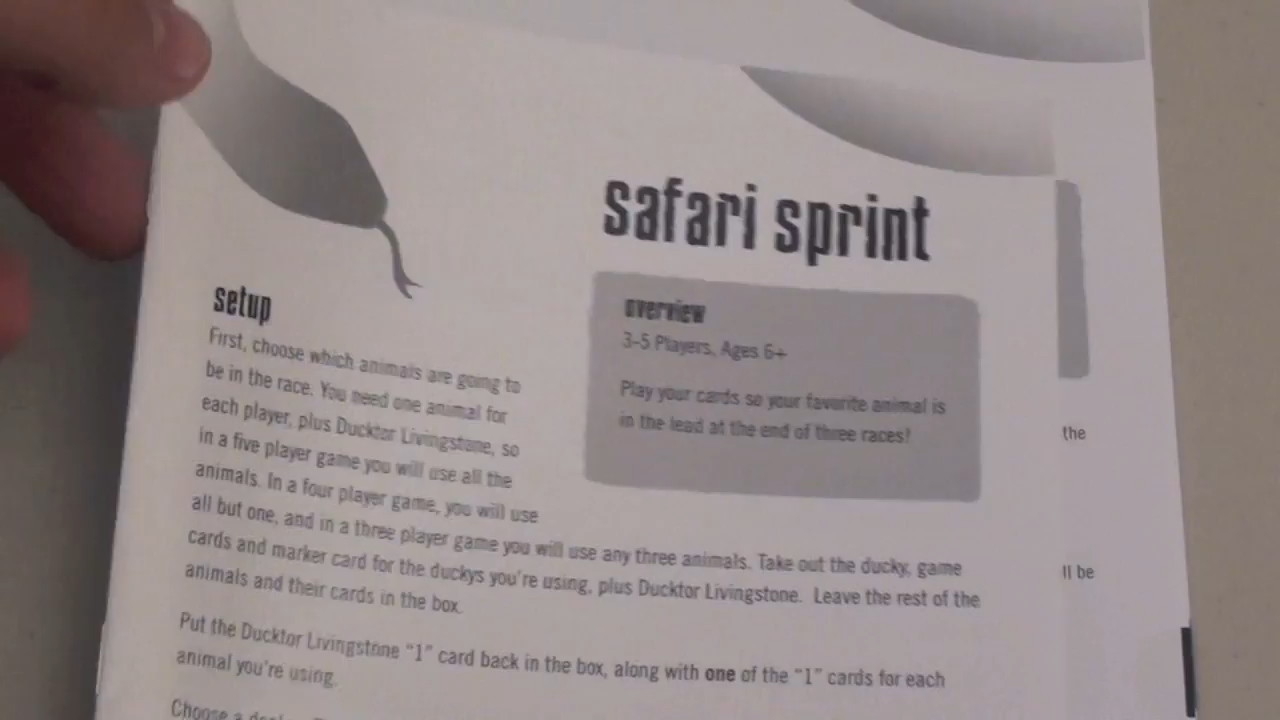 safari sprint
overview
3-5 Players, Ages 6+
Play your cards so your favorite animal is
in the lead at the end of three races!
setup
First, choose which animals are going to
be in the race. You need one animal for
each player, plus Ducktor Livingstone, so
in a five player game you will use all the
animals. In a four player game, you will use
all but one, and in a three player game you will use any three animals. Take out the ducky, game
cards and marker card for the duckys you're using, plus Ducktor Livingstone. Leave the rest of the
animals and their cards in the box.
Put the Ducktor Livingstone "1" card back in the box, along with one of the "1" cards for each
animal you're using.
Choose a
the
ll be